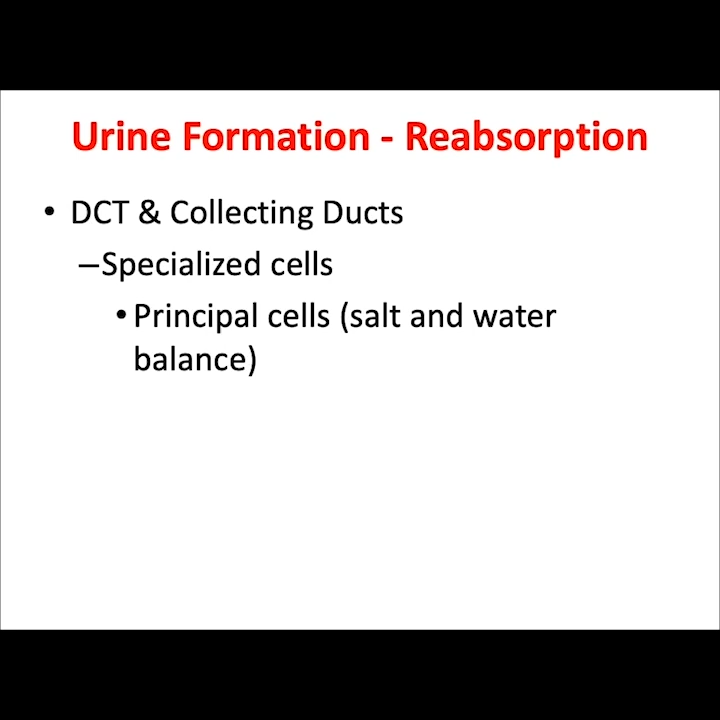 Urine Formation - Reabsorption
• DCT & Collecting Ducts
–Specialized cells
• Principal cells (salt and water
balance)